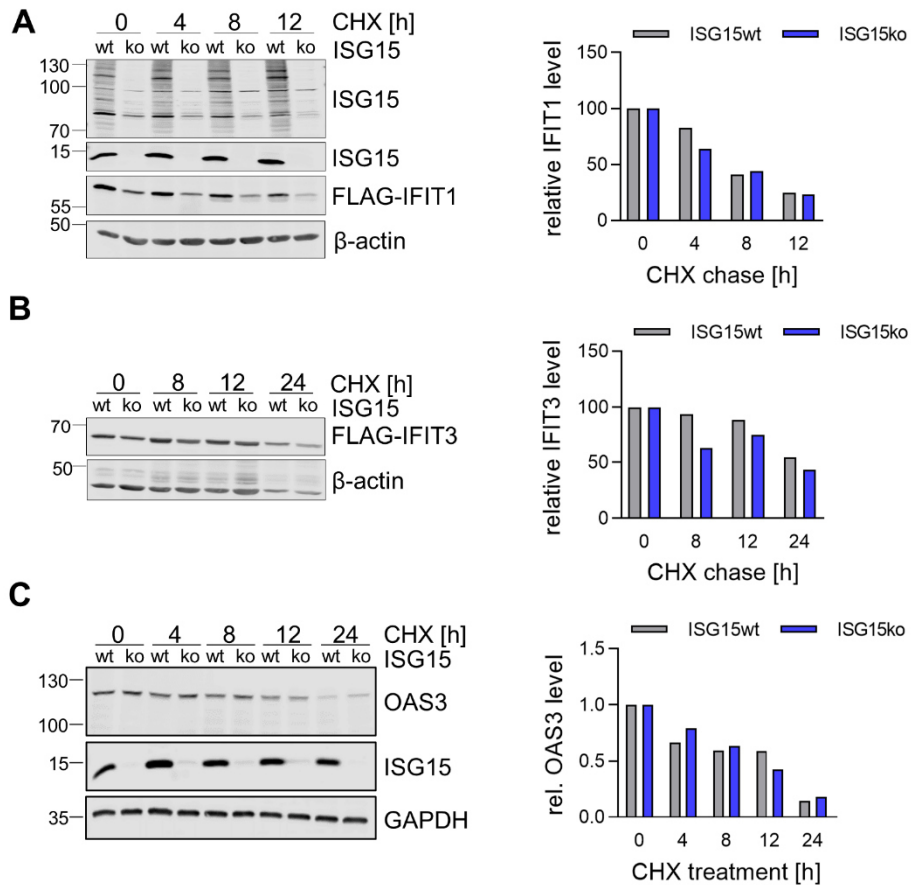 A
0 4 8 12 CHX [h]
wt ko wt ko wt ko wt ko ISG15
130
100
70
ISG15
15
ISG15
55
FLAG-IFIT1
50
β-actin
ISG15wt ISG15ko
relative IFIT1 level
150
100
50
0
0 4 8 12
CHX chase [h]
B
0 8 12 24 CHX [h]
wt ko wt ko wt ko wt ko ISG15
70
FLAG-IFIT3
50
β-actin
ISG15wt ISG15ko
relative IFIT3 level
150
100
50
0
0 8 12 24
CHX chase [h]
C
0 4 8 12 24 CHX [h]
wt ko wt ko wt ko wt ko wt ko ISG15
130
100
OAS3
15
ISG15
35
GAPDH
ISG15wt ISG15ko
rel. OAS3 level
1.5
1.0
0.5
0.0
0 4 8 12 24
CHX treatment [h]